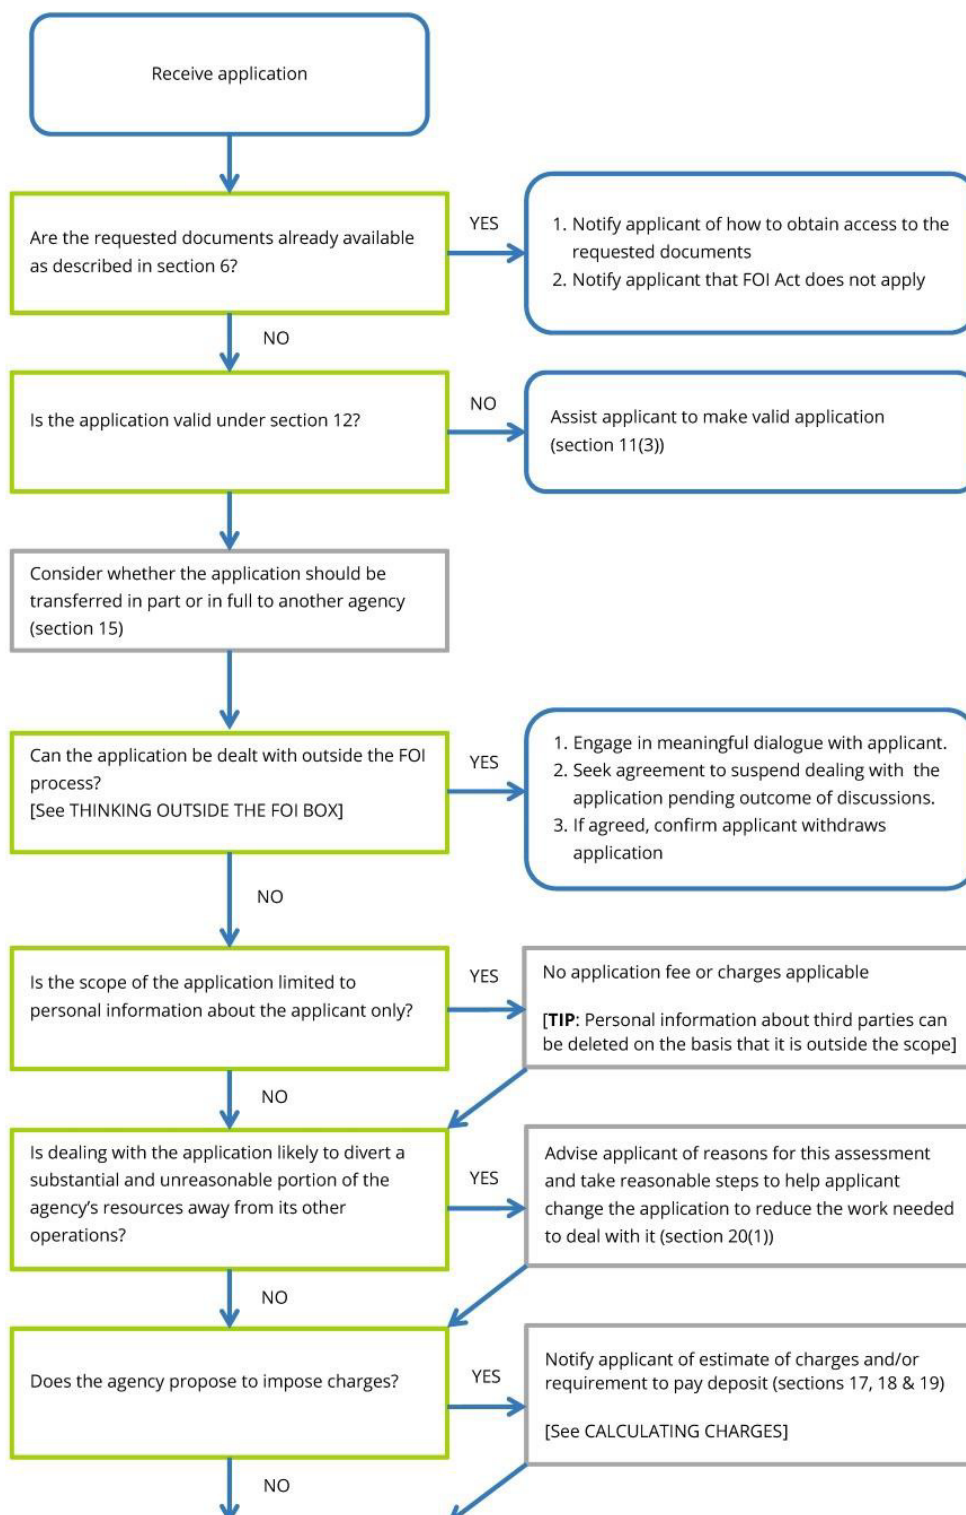 Receive application
Are the requested documents already available
as described in section 6?
YES
1. Notify applicant of how to obtain access to the
requested documents
2. Notify applicant that FOI Act does not apply
NO
Is the application valid under section 12?
NO
Assist applicant to make valid application
(section 11(3))
Consider whether the application should be
transferred in part or in full to another agency
(section 15)
Can the application be dealt with outside the FOI
process?
[See THINKING OUTSIDE THE FOI BOX]
YES
1. Engage in meaningful dialogue with applicant.
2. Seek agreement to suspend dealing with the
application pending outcome of discussions.
3. If agreed, confirm applicant withdraws
application
NO
Is the scope of the application limited to
personal information about the applicant only?
YES
No application fee or charges applicable
[TIP: Personal information about third parties can
be deleted on the basis that it is outside the scope]
NO
Is dealing with the application likely to divert a
substantial and unreasonable portion of the
agency’s resources away from its other
operations?
YES
Advise applicant of reasons for this assessment
and take reasonable steps to help applicant
change the application to reduce the work needed
to deal with it (section 20(1))
NO
Does the agency propose to impose charges?
YES
Notify applicant of estimate of charges and/or
requirement to pay deposit (sections 17, 18 & 19)
[See CALCULATING CHARGES]
NO